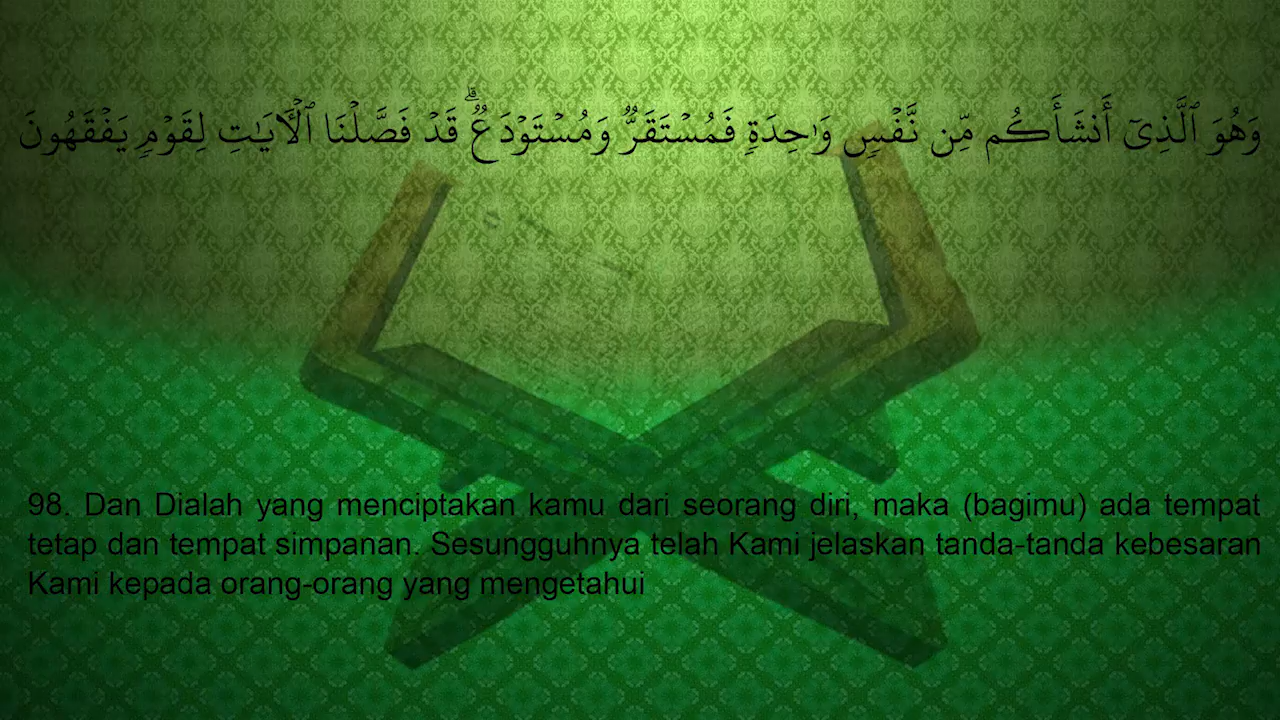 وَهُوَ ٱلَّذِىٓ أَنشَأَكُم مِّن نَّفْسٍۢ وَٰحِدَةٍۢ فَمُسْتَقَرٌّۭ وَمُسْتَوْدَعٌۭ ۗ قَدْ فَصَّلْنَا ٱلْءَايَـٰتِ لِقَوْمٍۢ يَفْقَهُونَ
98. Dan Dialah yang menciptakan kamu dari seorang diri, maka (bagimu) ada tempat
tetap dan tempat simpanan. Sesungguhnya telah Kami jelaskan tanda-tanda kebesaran
Kami kepada orang-orang yang mengetahui